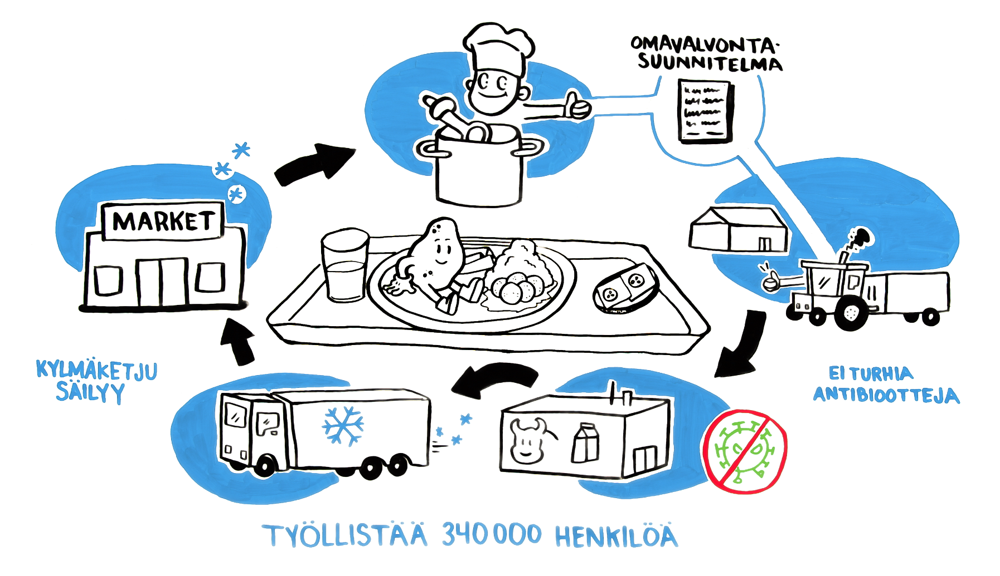 OMAVALVONTA-
SUUNNITELMA
MARKET
KYLMÄKETJU
SÄILYY
EI TURHIA
ANTIBIOOTTEJA
TYÖLLISTÄÄ 340 000 HENKILÖÄ